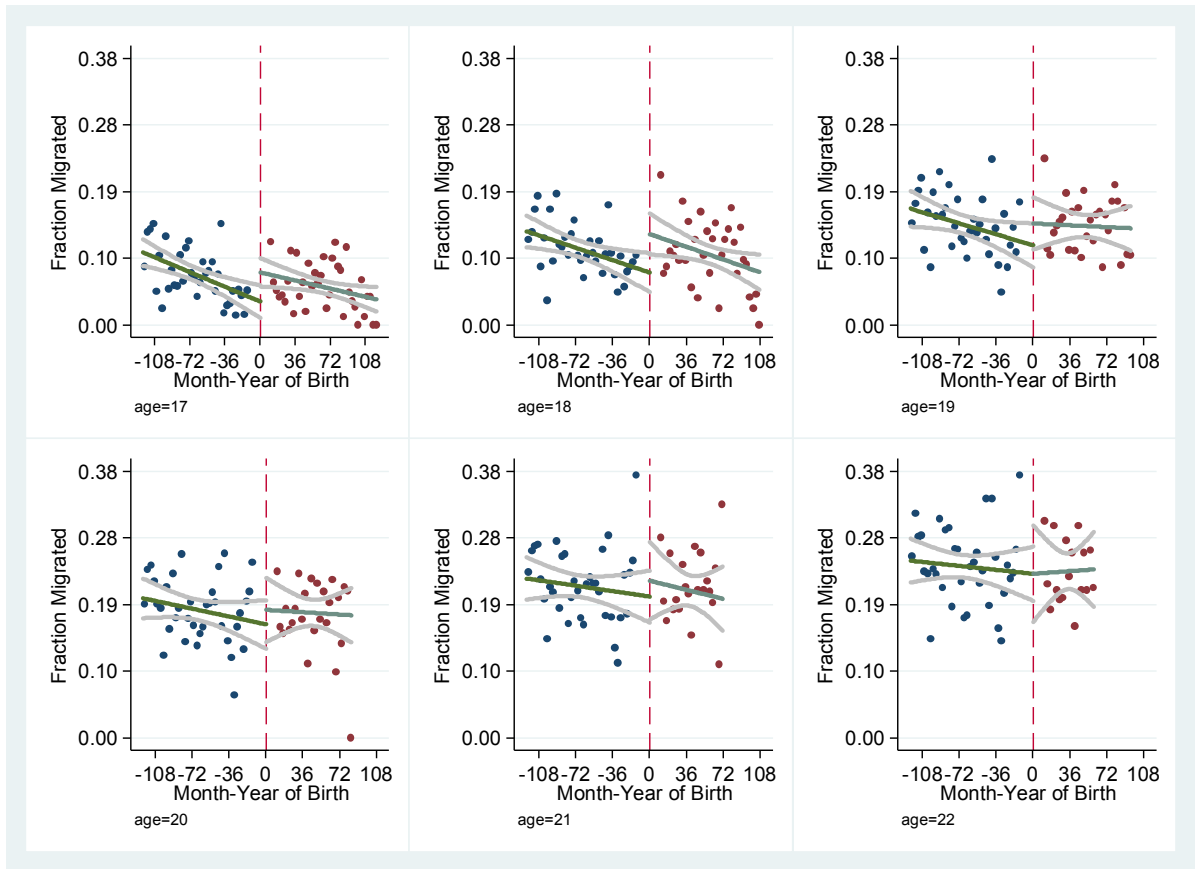 Fraction Migrated
0.38
0.28
0.19
0.10
0.00
-108 -72 -36 0 36 72 108
Month-Year of Birth
age=17
Fraction Migrated
0.38
0.28
0.19
0.10
0.00
-108 -72 -36 0 36 72 108
Month-Year of Birth
age=18
Fraction Migrated
0.38
0.28
0.19
0.10
0.00
-108 -72 -36 0 36 72 108
Month-Year of Birth
age=19
Fraction Migrated
0.38
0.28
0.19
0.10
0.00
-108 -72 -36 0 36 72 108
Month-Year of Birth
age=20
Fraction Migrated
0.38
0.28
0.19
0.10
0.00
-108 -72 -36 0 36 72 108
Month-Year of Birth
age=21
Fraction Migrated
0.38
0.28
0.19
0.10
0.00
-108 -72 -36 0 36 72 108
Month-Year of Birth
age=22